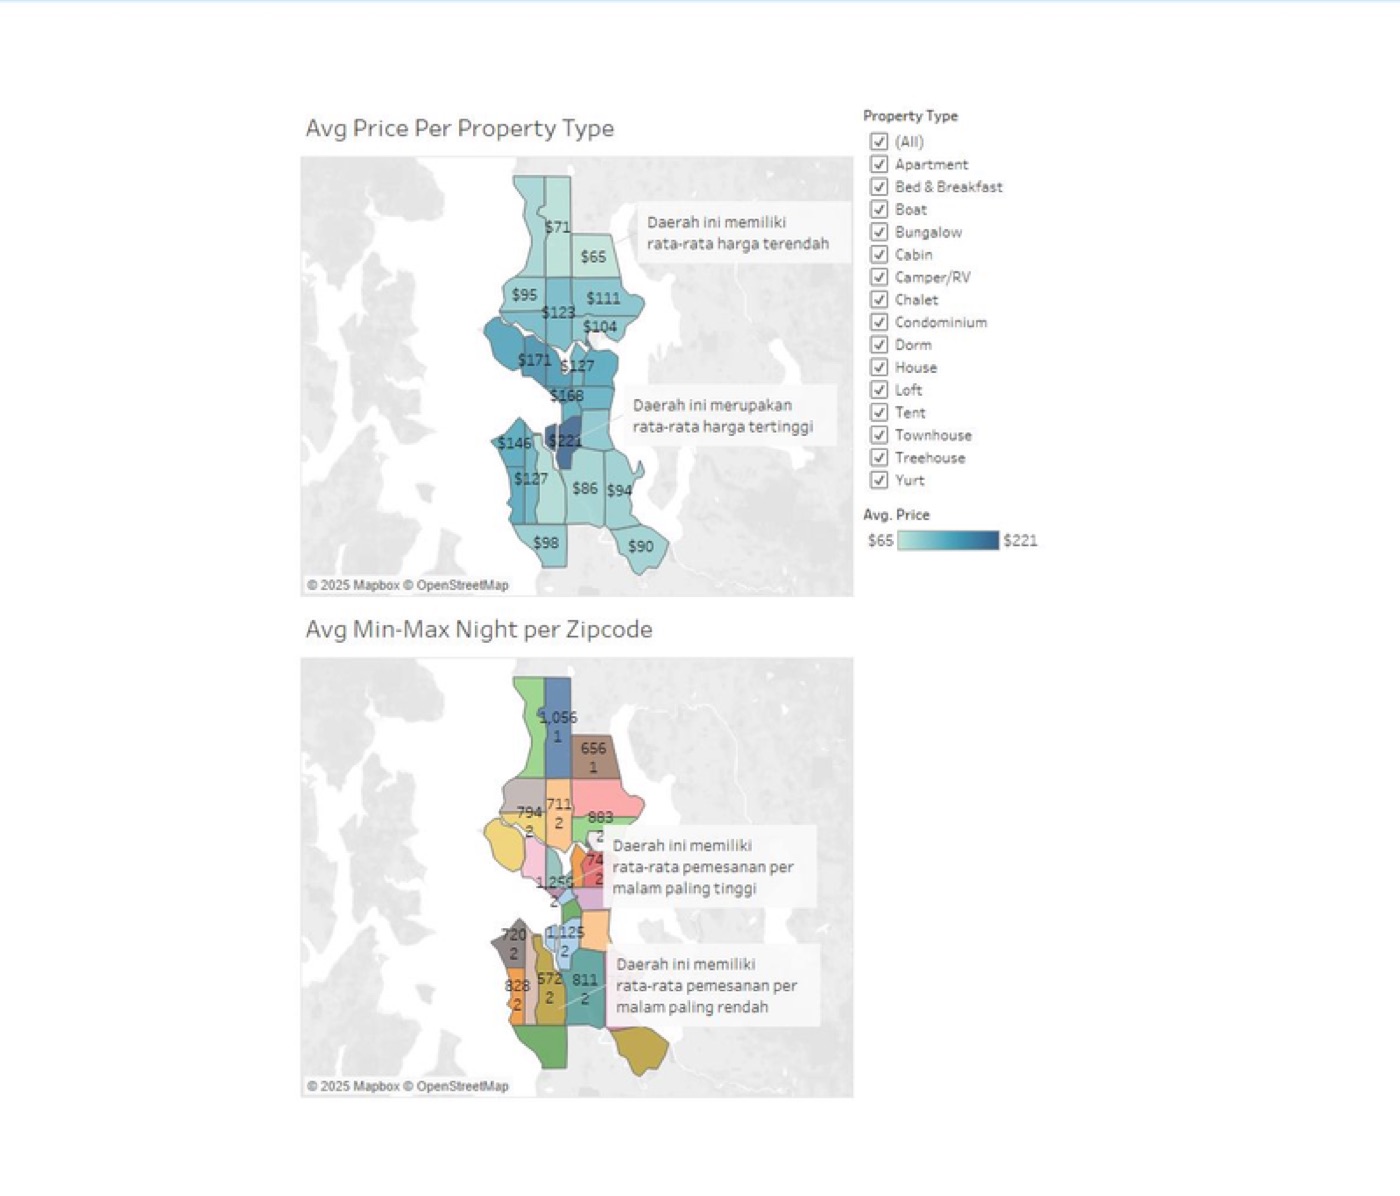 Avg Price Per Property Type
$71
Daerah ini memiliki
rata-rata harga terendah
$65
$95
$111
$123
$104
$171
$127
$168
Daerah ini merupakan
rata-rata harga tertinggi
$146
$221
$127
$86
$94
$98
$90
© 2025 Mapbox © OpenStreetMap
Property Type
(All)
Apartment
Bed & Breakfast
Boat
Bungalow
Cabin
Camper/RV
Chalet
Condominium
Dorm
House
Loft
Tent
Townhouse
Treehouse
Yurt
Avg. Price
$65
$221
Avg Min-Max Night per Zipcode
1,056
1
656
1
794
2
711
2
883
2
Daerah ini memiliki
rata-rata pemesanan per
malam paling tinggi
74
2
2
720
2
1,125
2
Daerah ini memiliki
rata-rata pemesanan per
malam paling rendah
828
2
572
2
811
2
© 2025 Mapbox © OpenStreetMap